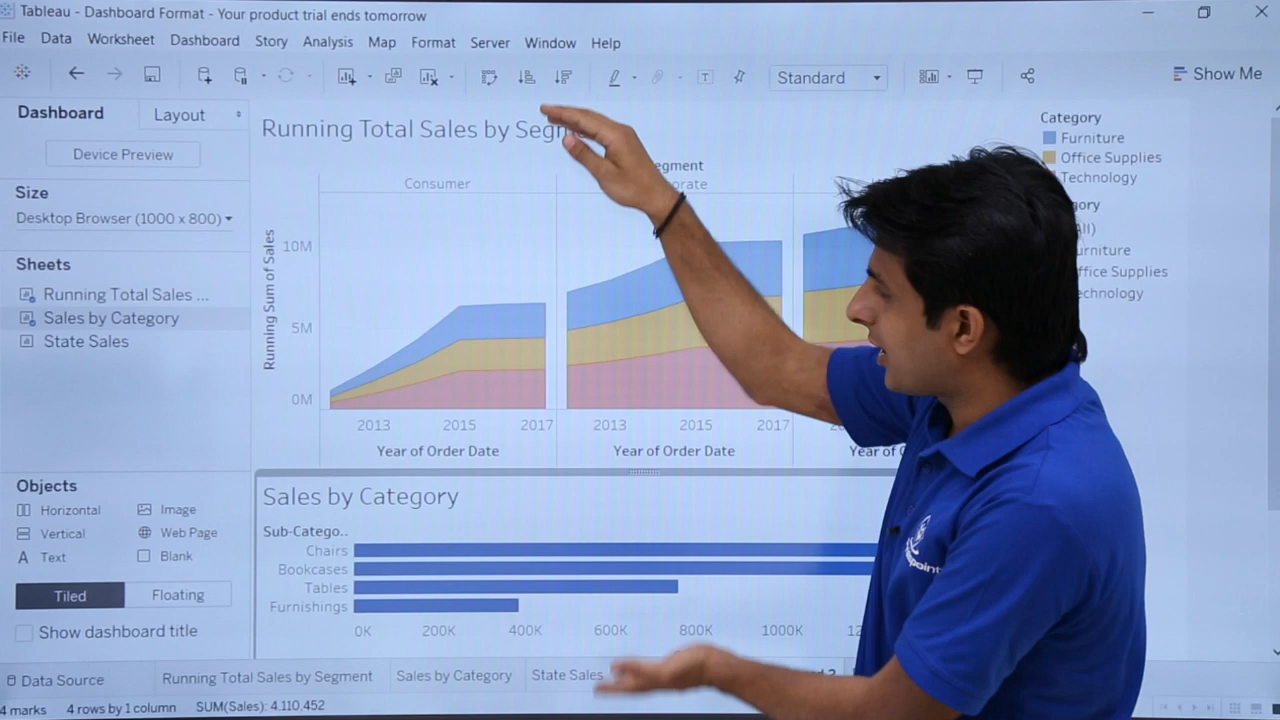 Tableau - Dashboard Format - Your product trial ends tomorrow
File Data Worksheet Dashboard Story Analysis Map Format Server Window Help
Standard
Show Me
Dashboard Layout
Device Preview
Size
Desktop Browser (1000 x 800)
Sheets
Running Total Sales ...
Sales by Category
State Sales
Objects
Horizontal Image
Vertical Web Page
Text Blank
Tiled Floating
Show dashboard title
Running Total Sales by Segm
egment
Consumer
orate
Running Sum of Sales
10M
5M
0M
2013 2015 2017 2013 2015 2017
Year of Order Date Year of Order Date Year of O
Category
Furniture
Office Supplies
Technology
gory
All)
urniture
ffice Supplies
echnology
Sales by Category
Sub-Catego..
Chairs
Bookcases
Tables
Furnishings
0K 200K 400K 600K 800K 1000K 12
Data Source Running Total Sales by Segment Sales by Category State Sales
4 marks 4 rows by 1 column SUM(Sales): 4,110,452
point